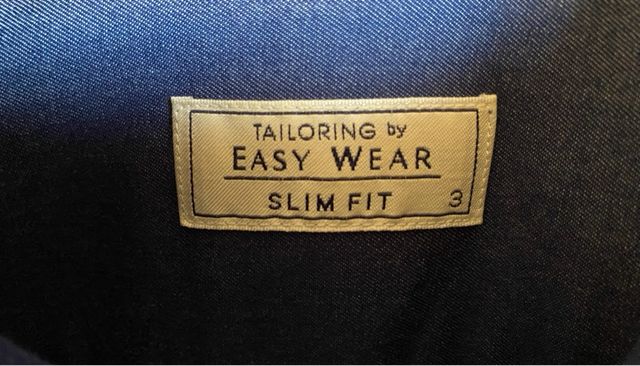 TAILORING by
EASY WEAR
SLIM FIT 3